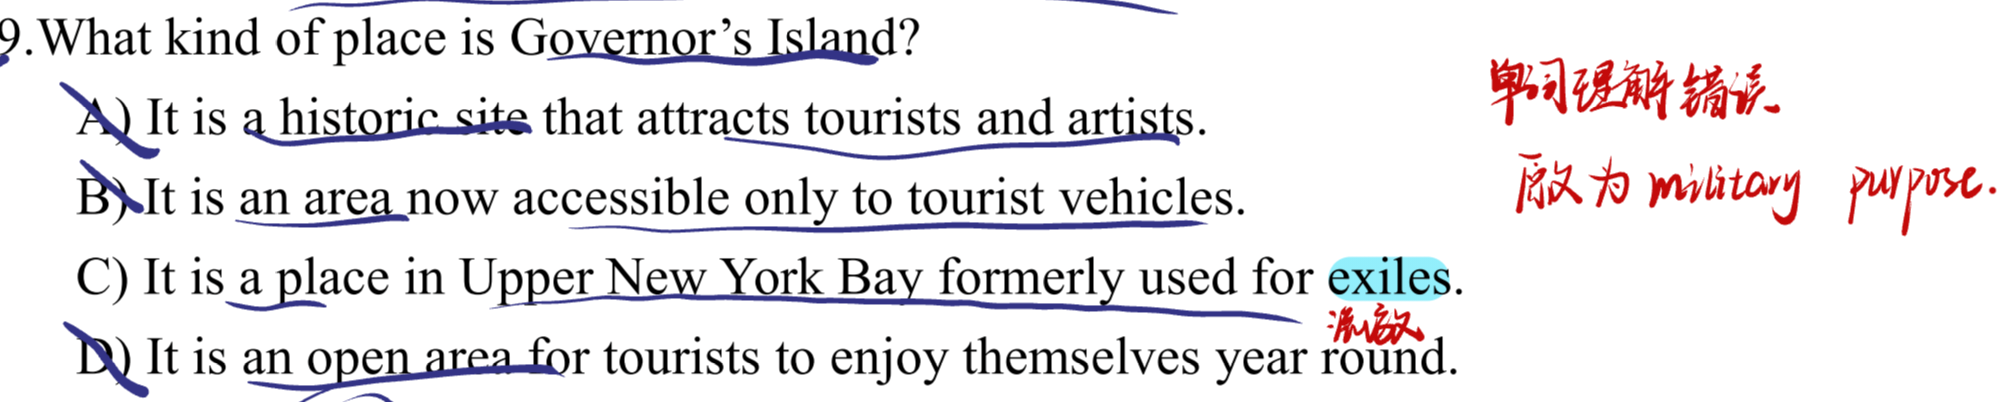 9.What kind of place is Governor’s Island?
A) It is a historic site that attracts tourists and artists.
B) It is an area now accessible only to tourist vehicles.
C) It is a place in Upper New York Bay formerly used for exiles.
流放
D) It is an open area for tourists to enjoy themselves year round.
单词理解错误
应为 military purpose.